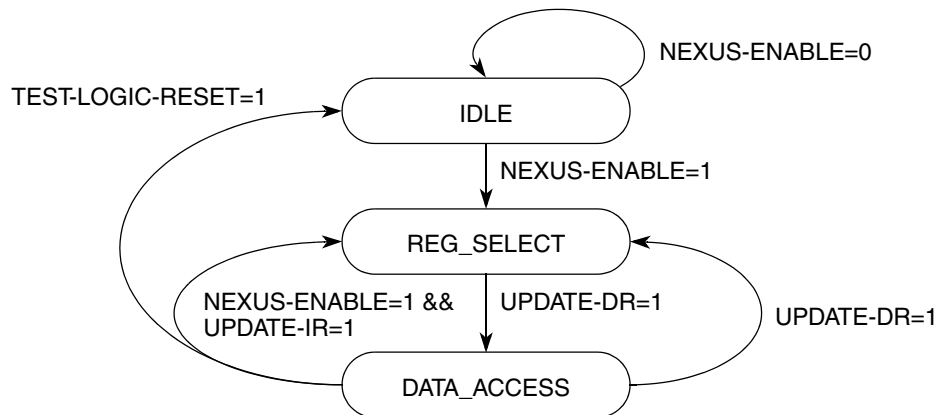 NEXUS-ENABLE=0
TEST-LOGIC-RESET=1
IDLE
NEXUS-ENABLE=1
REG_SELECT
NEXUS-ENABLE=1 &&
UPDATE-IR=1
UPDATE-DR=1
UPDATE-DR=1
DATA_ACCESS